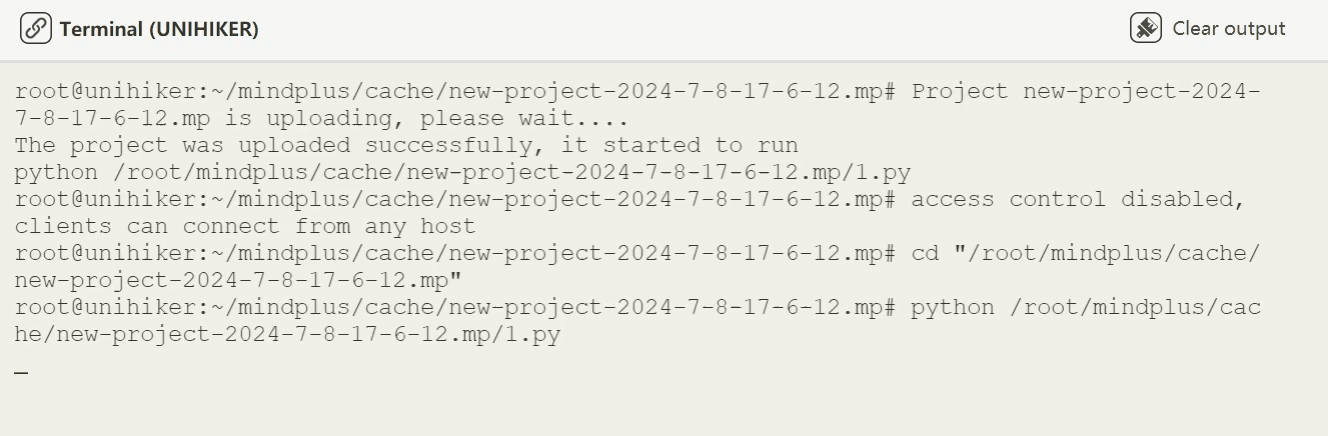 Terminal (UNIHIKER)
Clear output
root@unihiker:~/mindplus/cache/new-project-2024-7-8-17-6-12.mp# Project new-project-2024-
7-8-17-6-12.mp is uploading, please wait....
The project was uploaded successfully, it started to run
python /root/mindplus/cache/new-project-2024-7-8-17-6-12.mp/1.py
root@unihiker:~/mindplus/cache/new-project-2024-7-8-17-6-12.mp# access control disabled,
clients can connect from any host
root@unihiker:~/mindplus/cache/new-project-2024-7-8-17-6-12.mp# cd "/root/mindplus/cache/
new-project-2024-7-8-17-6-12.mp"
root@unihiker:~/mindplus/cache/new-project-2024-7-8-17-6-12.mp# python /root/mindplus/cac
he/new-project-2024-7-8-17-6-12.mp/1.py
_